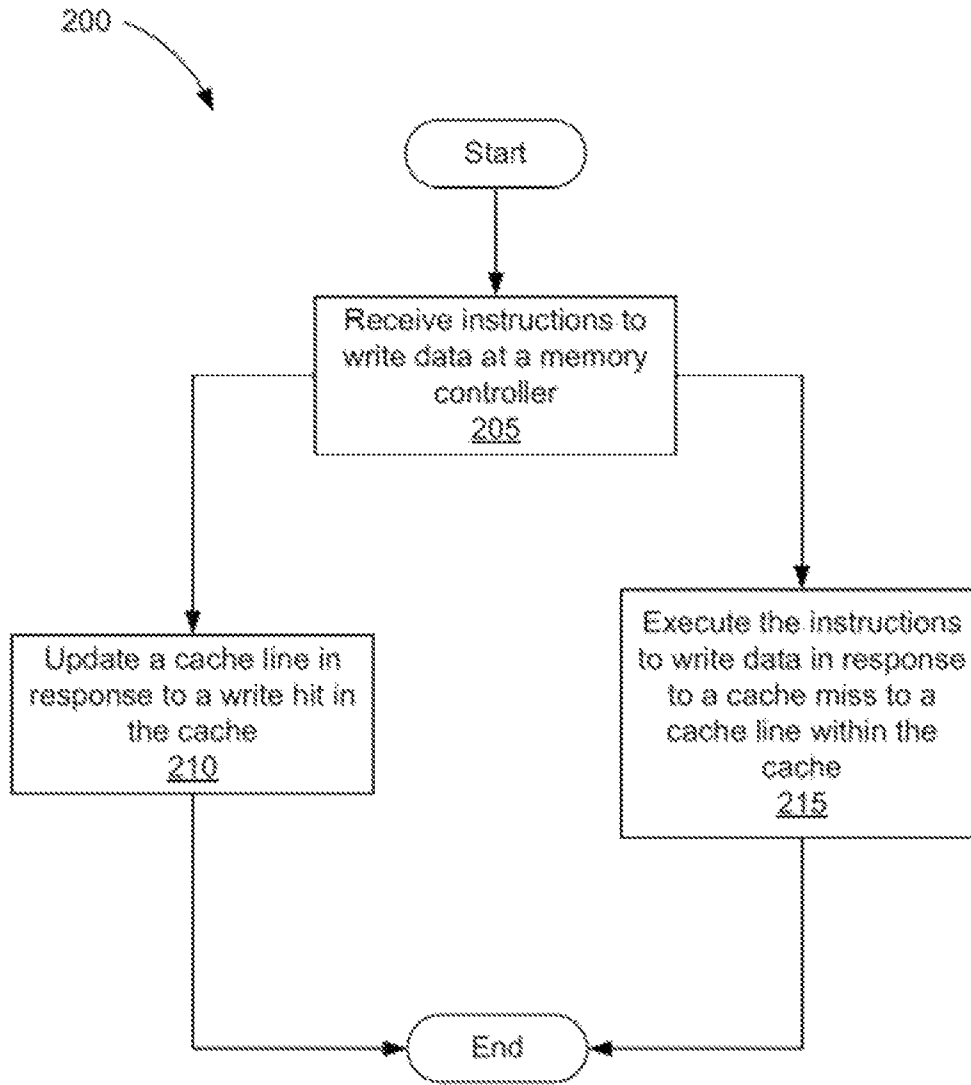 200
Start
Receive instructions to
write data at a memory
controller
205
Update a cache line in
response to a write hit in
the cache
210
Execute the instructions
to write data in response
to a cache miss to a
cache line within the
cache
215
End